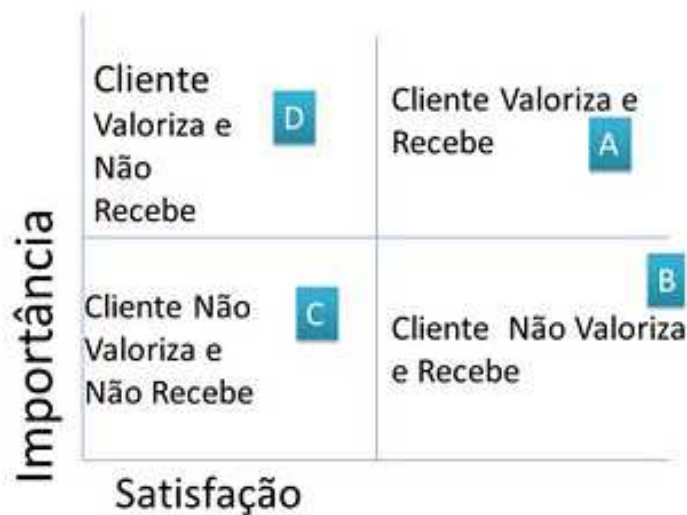 Cliente
Valoriza e
Não
Recebe
D
Cliente Valoriza e
Recebe
A
Cliente Não
Valoriza e
Não Recebe
C
B
Cliente Não Valoriza
e Recebe
Importância
Satisfação